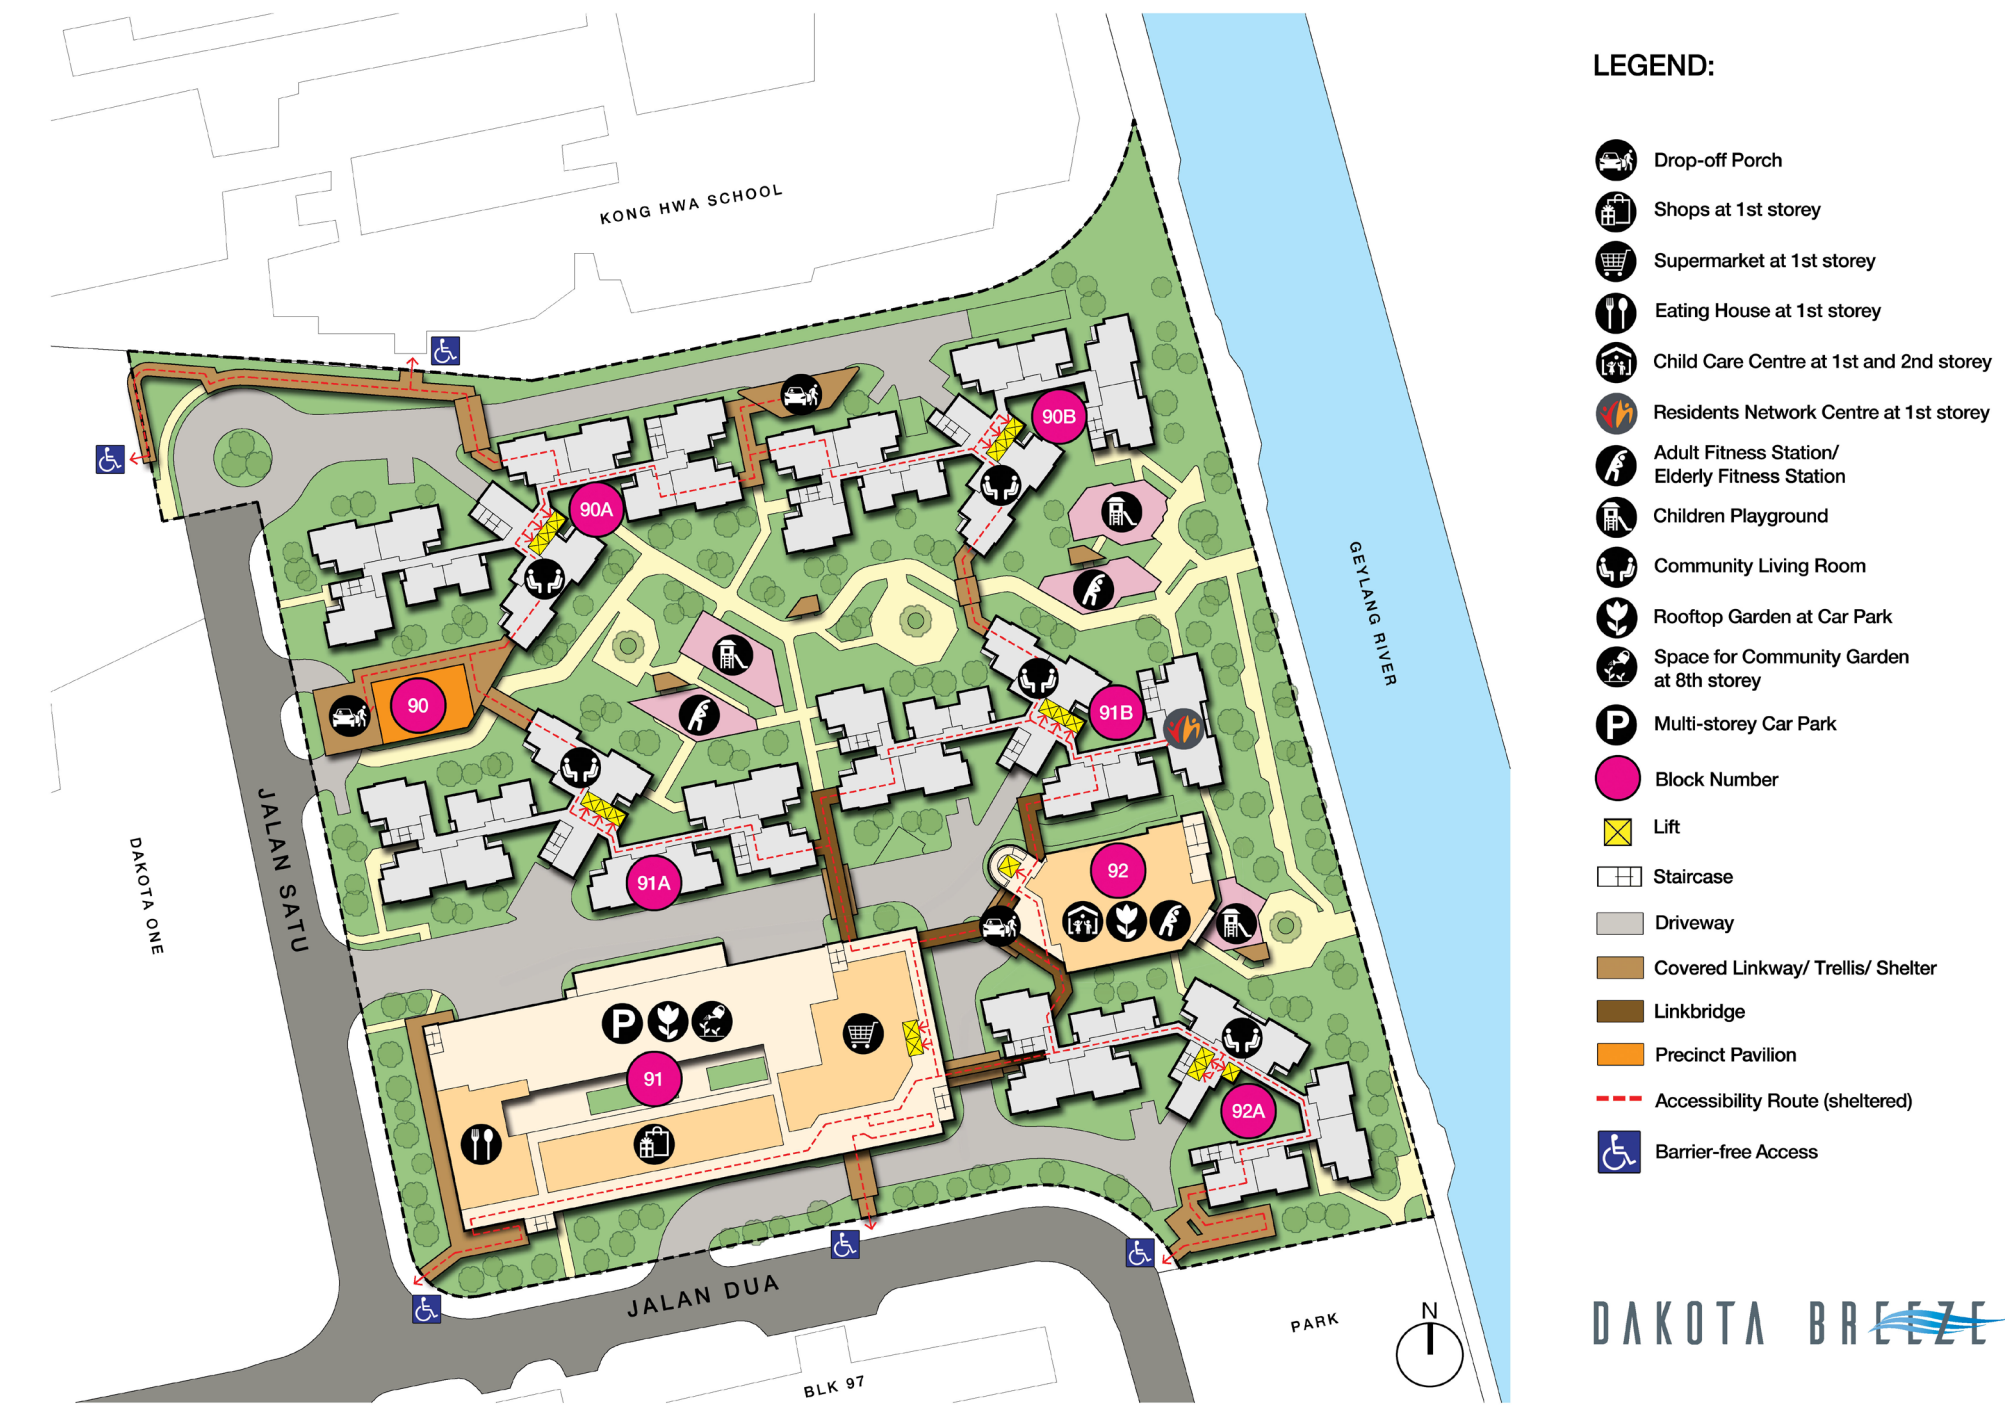 KONG HWA SCHOOL
GEYLANG RIVER
DAKOTA ONE
JALAN SATU
JALAN DUA
BLK 97
PARK
N
90B
90A
90
91B
91A
92
P
91
92A
LEGEND:
Drop-off Porch
Shops at 1st storey
Supermarket at 1st storey
Eating House at 1st storey
Child Care Centre at 1st and 2nd storey
Residents Network Centre at 1st storey
Adult Fitness Station/
Elderly Fitness Station
Children Playground
Community Living Room
Rooftop Garden at Car Park
Space for Community Garden
at 8th storey
P Multi-storey Car Park
Block Number
Lift
Staircase
Driveway
Covered Linkway/ Trellis/ Shelter
Linkbridge
Precinct Pavilion
Accessibility Route (sheltered)
Barrier-free Access
DAKOTA BREEZE